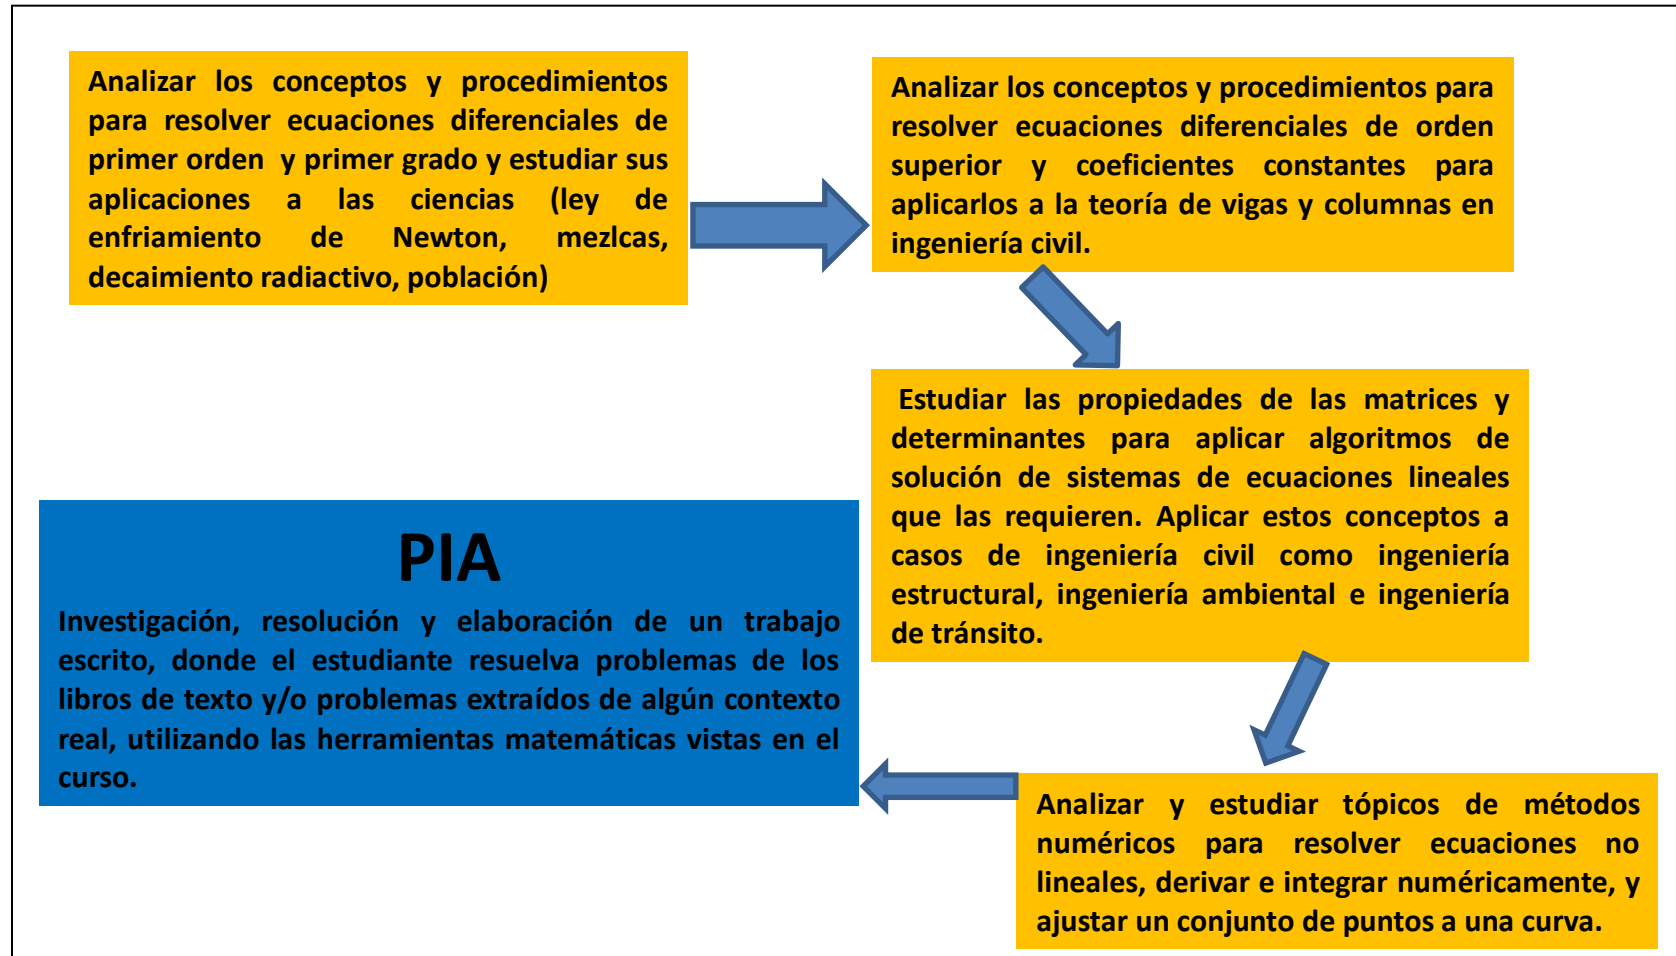 Analizar los conceptos y procedimientos
para resolver ecuaciones diferenciales de
primer orden y primer grado y estudiar sus
aplicaciones a las ciencias (ley de
enfriamiento de Newton, mezlcas,
decaimiento radiactivo, población)
Analizar los conceptos y procedimientos para
resolver ecuaciones diferenciales de orden
superior y coeficientes constantes para
aplicarlos a la teoría de vigas y columnas en
ingeniería civil.
Estudiar las propiedades de las matrices y
determinantes para aplicar algoritmos de
solución de sistemas de ecuaciones lineales
que las requieren. Aplicar estos conceptos a
casos de ingeniería civil como ingeniería
estructural, ingeniería ambiental e ingeniería
de tránsito.
Analizar y estudiar tópicos de métodos
numéricos para resolver ecuaciones no
lineales, derivar e integrar numéricamente, y
ajustar un conjunto de puntos a una curva.
PIA
Investigación, resolución y elaboración de un trabajo
escrito, donde el estudiante resuelva problemas de los
libros de texto y/o problemas extraídos de algún contexto
real, utilizando las herramientas matemáticas vistas en el
curso.